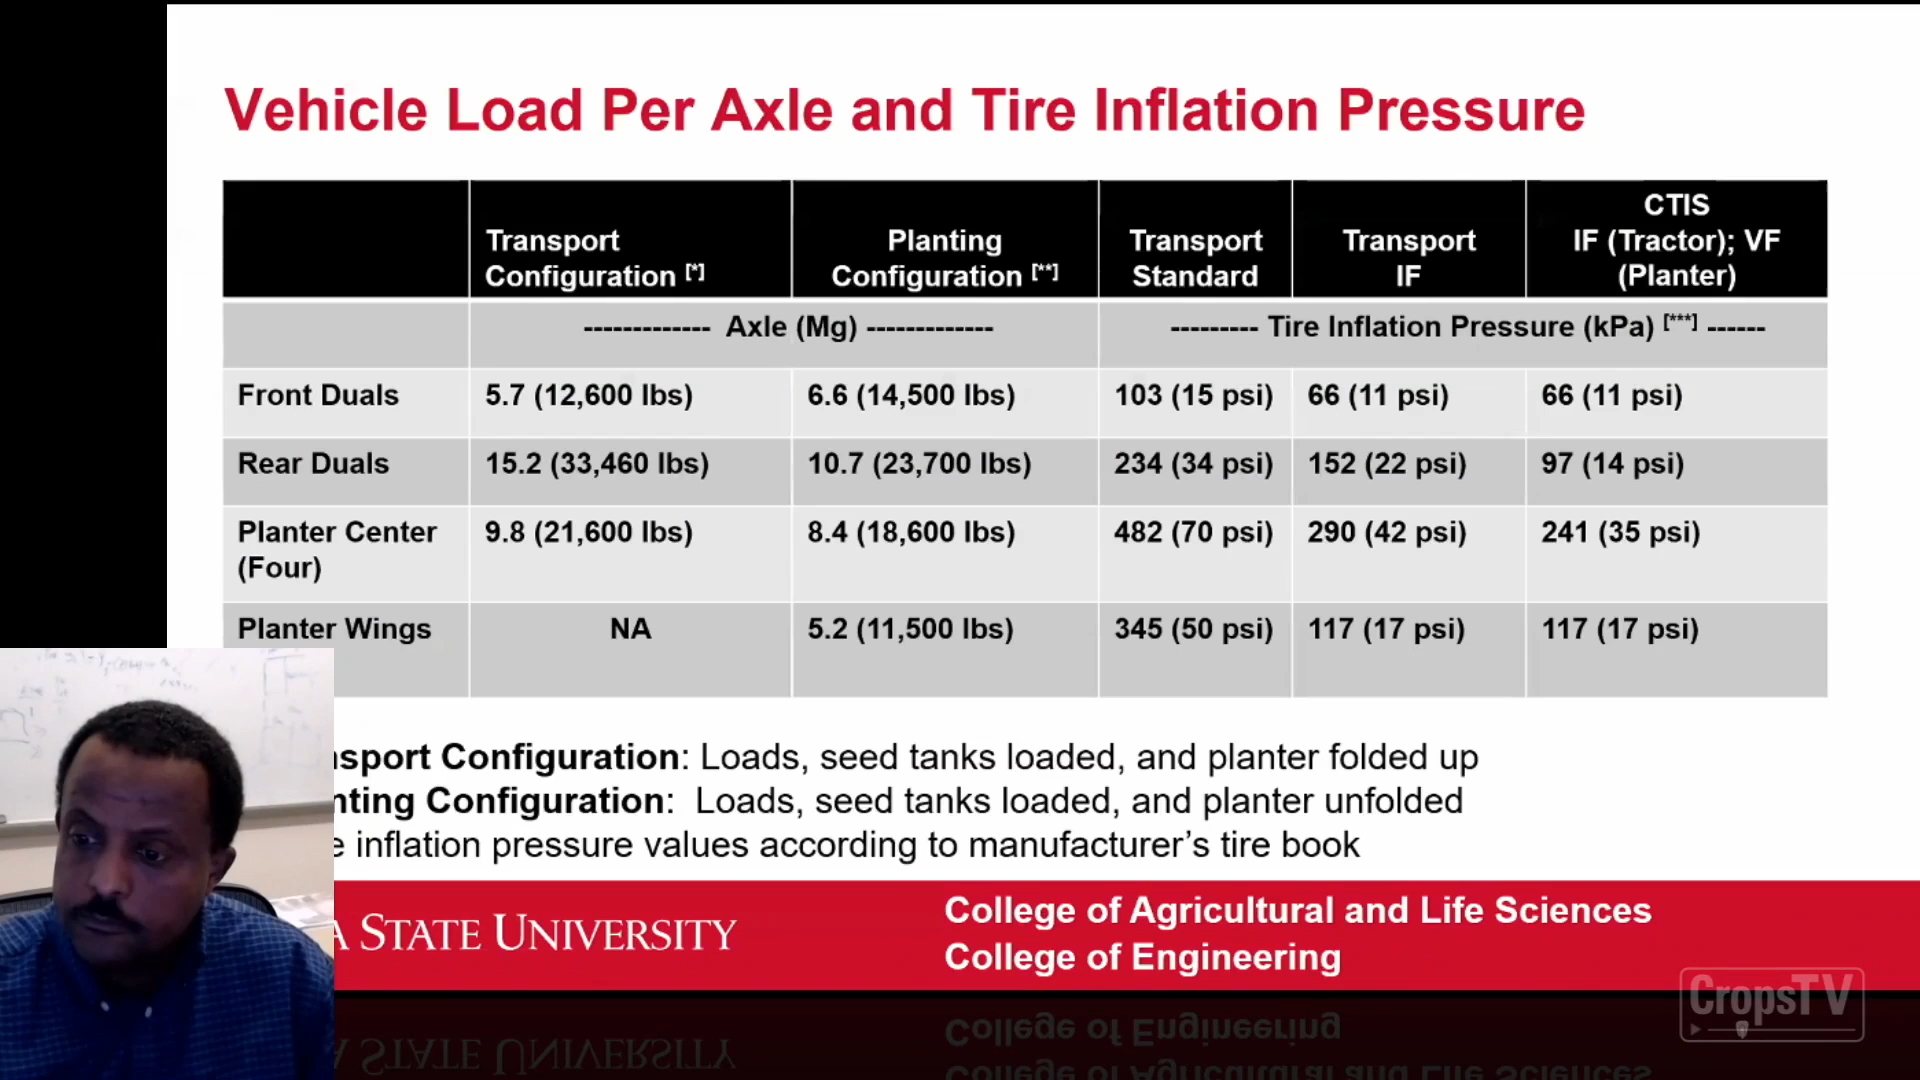 Vehicle Load Per Axle and Tire Inflation Pressure
Transport Configuration [*]
Planting Configuration [**]
Transport Standard
Transport IF
CTIS IF (Tractor); VF (Planter)
------------- Axle (Mg) -------------
--------- Tire Inflation Pressure (kPa) [***] ------
Front Duals 5.7 (12,600 lbs) 6.6 (14,500 lbs) 103 (15 psi) 66 (11 psi) 66 (11 psi)
Rear Duals 15.2 (33,460 lbs) 10.7 (23,700 lbs) 234 (34 psi) 152 (22 psi) 97 (14 psi)
Planter Center (Four) 9.8 (21,600 lbs) 8.4 (18,600 lbs) 482 (70 psi) 290 (42 psi) 241 (35 psi)
Planter Wings NA 5.2 (11,500 lbs) 345 (50 psi) 117 (17 psi) 117 (17 psi)
nsport Configuration: Loads, seed tanks loaded, and planter folded up
nting Configuration: Loads, seed tanks loaded, and planter unfolded
e inflation pressure values according to manufacturer's tire book
A STATE UNIVERSITY
College of Agricultural and Life Sciences
College of Engineering
CropsTV